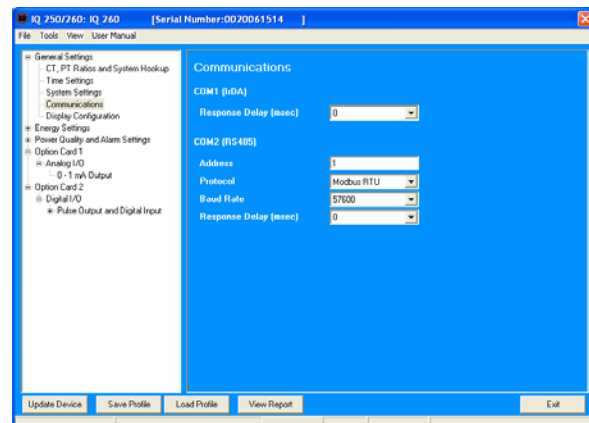 IQ 250/260: IQ 260 [Serial Number:0020061514 ]
File Tools View User Manual
General Settings
CT, PT Ratios and System Hookup
Time Settings
System Settings
Communications
Display Configuration
Energy Settings
Power Quality and Alarm Settings
Option Card 1
Analog I/O
0 - 1 mA Output
Option Card 2
Digital I/O
Pulse Output and Digital Input
Communications
COM1 (IrDA)
Response Delay (msec) 0
COM2 (RS485)
Address 1
Protocol Modbus RTU
Baud Rate 57600
Response Delay (msec) 0
Update Device Save Profile Load Profile View Report Exit